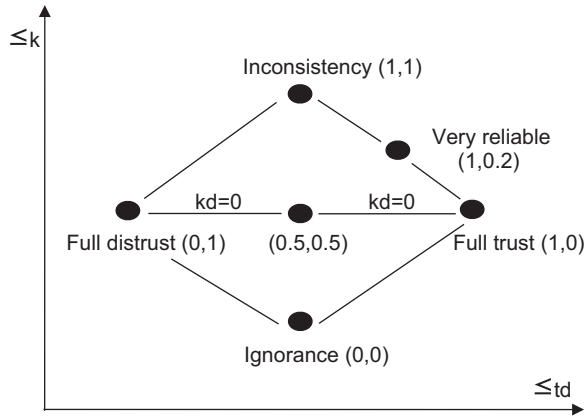 ≤k
Inconsistency (1,1)
Very reliable
(1,0.2)
kd=0
kd=0
Full distrust (0,1)
(0.5,0.5)
Full trust (1,0)
Ignorance (0,0)
≤td